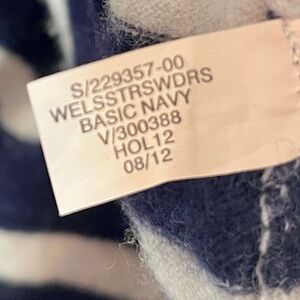 S/229357-00
WELSSTRSWDRS
BASIC NAVY
V/300388
HOL12
08/12